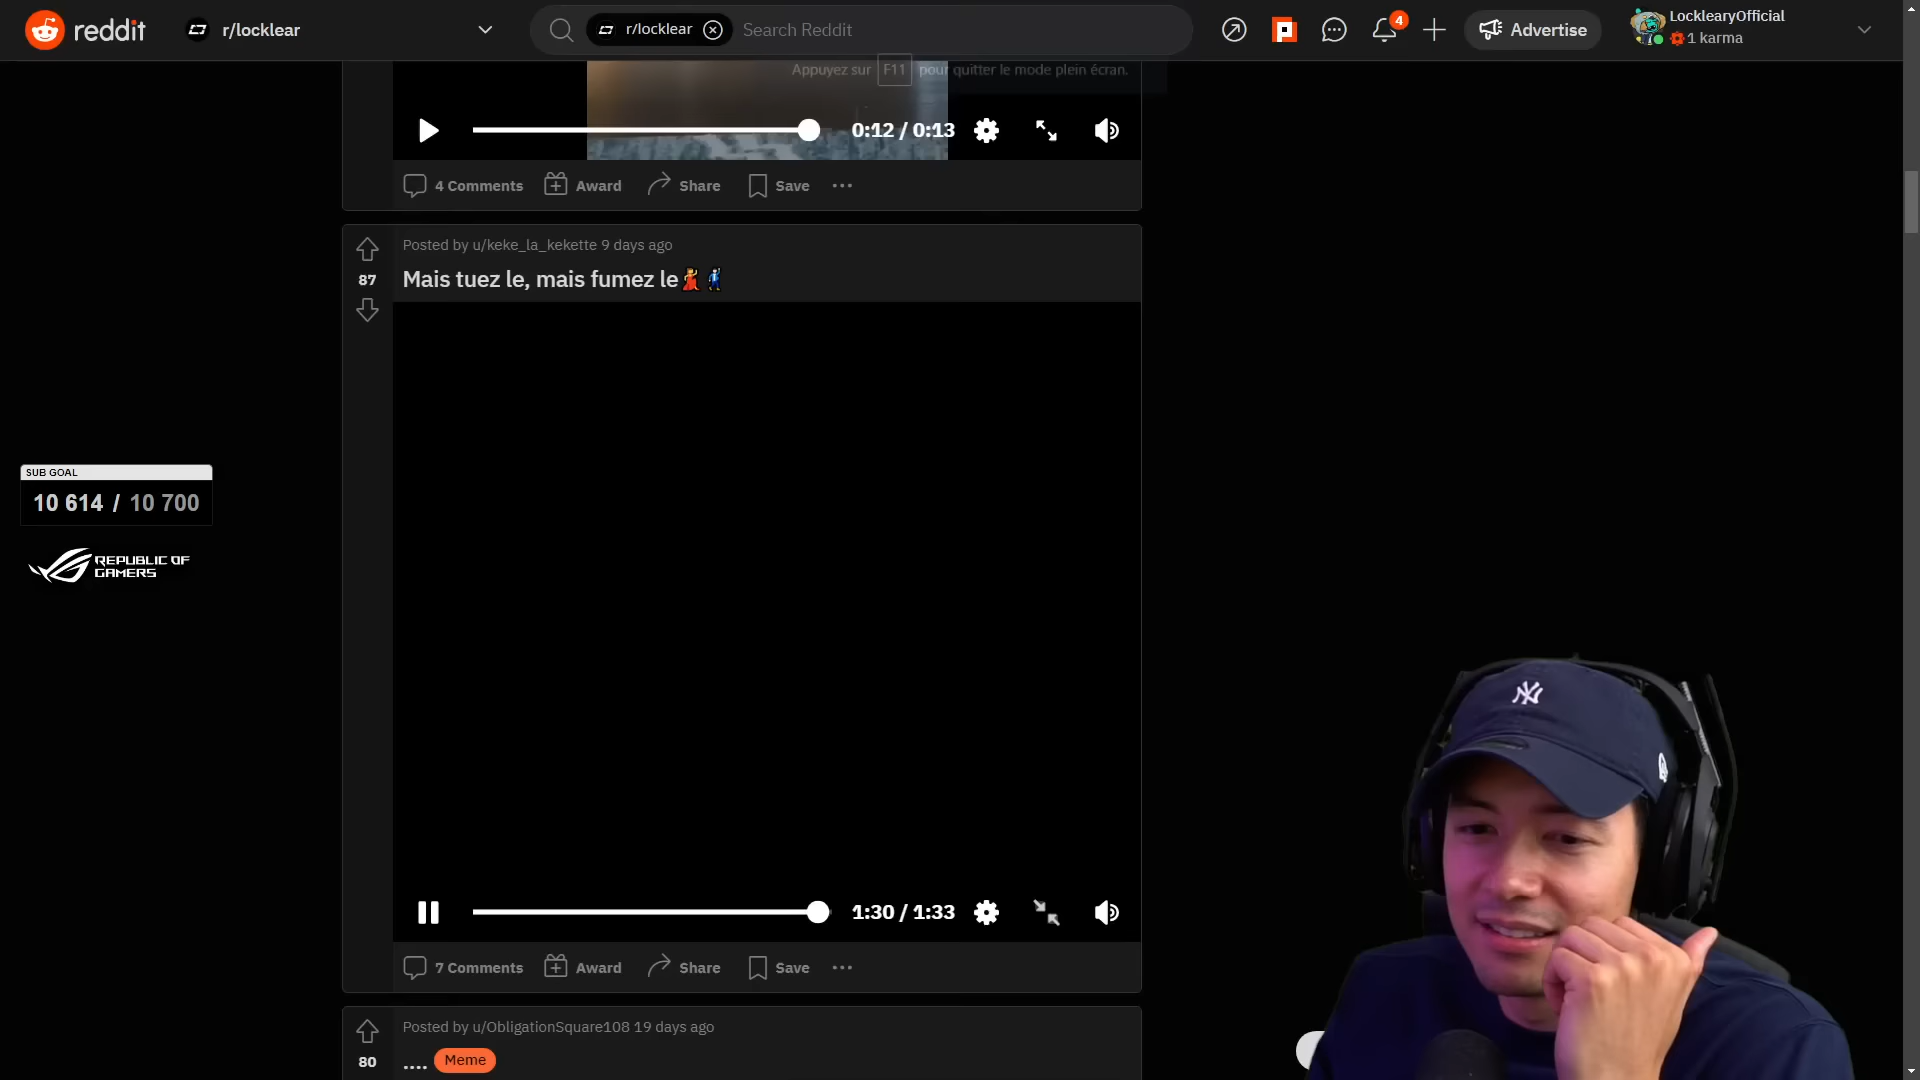 reddit
r/locklear
r/locklear
Search Reddit
4
Advertise
LocklearyOfficial
1 karma
Appuyez sur F11 pour quitter le mode plein écran.
0:12 / 0:13
4 Comments
Award
Share
Save
Posted by u/keke_la_kekette 9 days ago
87
Mais tuez le, mais fumez le💃🕺
SUB GOAL
10 614 / 10 700
REPUBLIC OF
GAMERS
NY
1:30 / 1:33
7 Comments
Award
Share
Save
Posted by u/ObligationSquare108 19 days ago
80
.... Meme